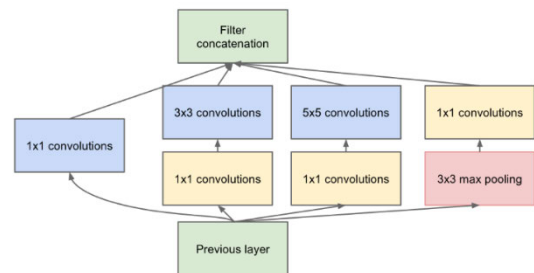 Filter
concatenation
3x3 convolutions
5x5 convolutions
1x1 convolutions
1x1 convolutions
1x1 convolutions
1x1 convolutions
3x3 max pooling
Previous layer